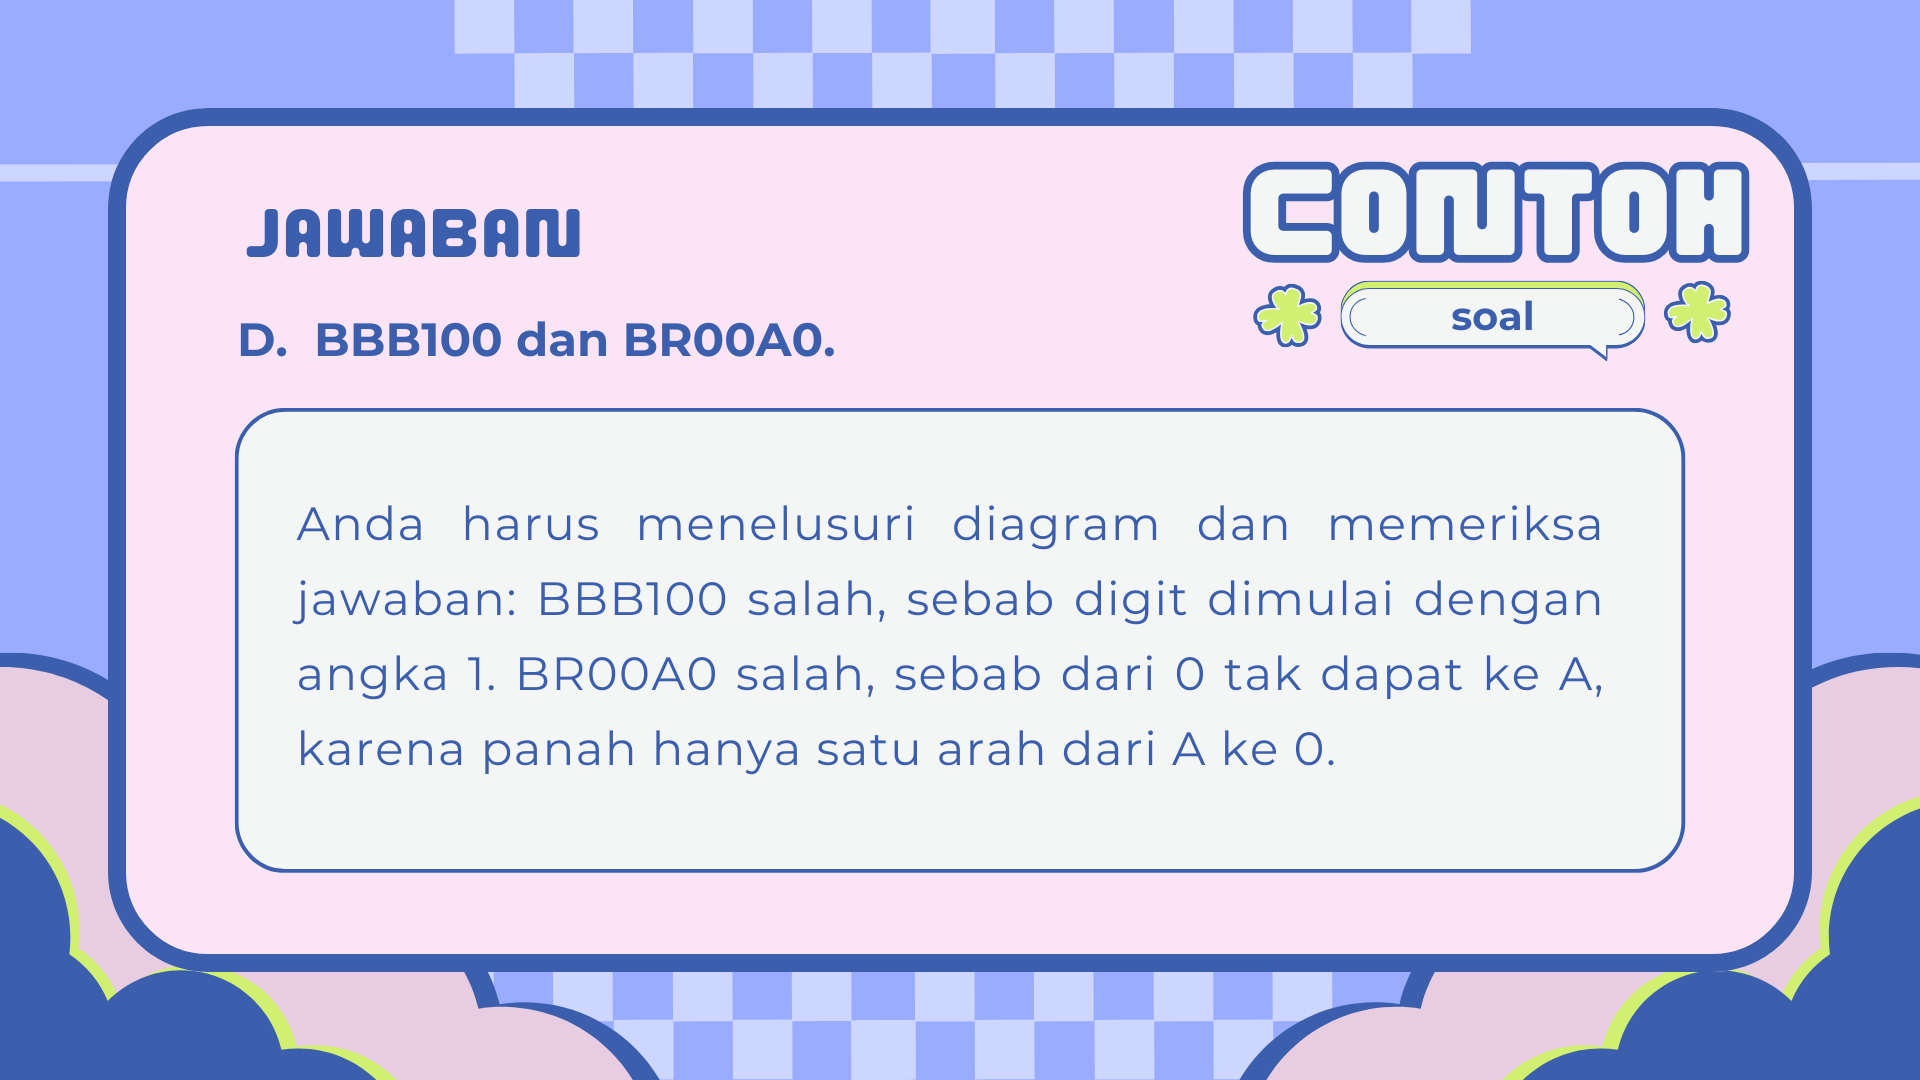 CONTOH
soal
JAWABAN
D. BBB100 dan BR00A0.
Anda harus menelusuri diagram dan memeriksa
jawaban: BBB100 salah, sebab digit dimulai dengan
angka 1. BR00A0 salah, sebab dari 0 tak dapat ke A,
karena panah hanya satu arah dari A ke 0.